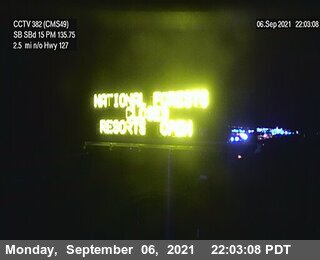 CCTV 382 (CMS49) 06.Sep 2021 22:03:08
SB SBd 15 PM 135.75
2.5 mi n/o Hwy 127
NATIONAL FORESTS
CLOSED
RESORTS OPEN
Monday, September 06, 2021 22:03:08 PDT